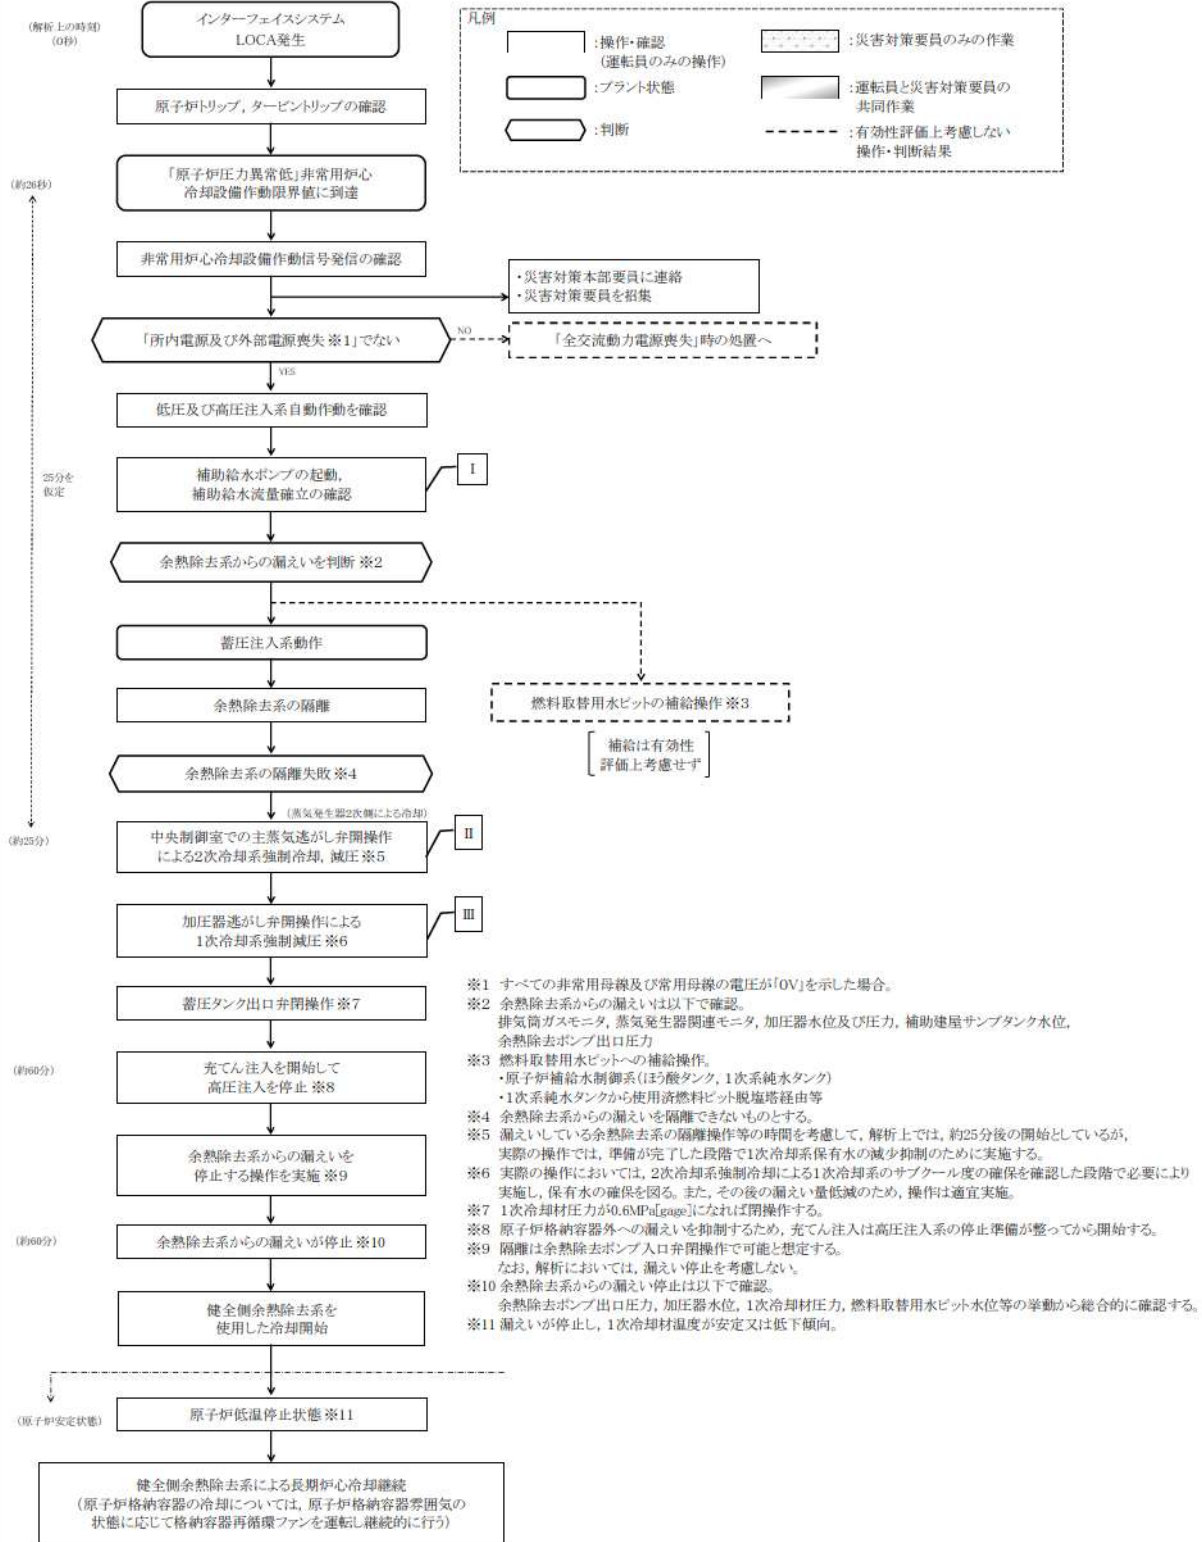 (解析上の時刻)
(0秒)
インターフェイスシステム
LOCA発生
凡例
:操作・確認
(運転員のみの操作)
:災害対策要員のみの作業
:プラント状態
:運転員と災害対策要員の
共同作業
:判断
:有効性評価上考慮しない
操作・判断結果
原子炉トリップ, タービントリップの確認
(約26秒)
「原子炉圧力異常低」非常用炉心
冷却設備作動限界値に到達
非常用炉心冷却設備作動信号発信の確認
・災害対策本部要員に連絡
・災害対策要員を招集
「所内電源及び外部電源喪失※1」でない
NO
「全交流動力電源喪失」時の処置へ
YES
低圧及び高圧注入系自動作動を確認
25分を
仮定
補助給水ポンプの起動,
補助給水流量確立の確認
I
余熱除去系からの漏えいを判断※2
蓄圧注入系動作
余熱除去系の隔離
燃料取替用水ピットの補給操作※3
補給は有効性
評価上考慮せず
余熱除去系の隔離失敗※4
(蒸気発生器2次側による冷却)
(約25分)
中央制御室での主蒸気逃がし弁開操作
による2次冷却系強制冷却, 減圧※5
II
加圧器逃がし弁開操作による
1次冷却系強制減圧※6
III
蓄圧タンク出口弁閉操作※7
(約60分)
充てん注入を開始して
高圧注入を停止※8
余熱除去系からの漏えいを
停止する操作を実施※9
(約60分)
余熱除去系からの漏えいが停止※10
健全側余熱除去系を
使用した冷却開始
(原子炉安定状態)
原子炉低温停止状態※11
健全側余熱除去系による長期炉心冷却継続
(原子炉格納容器の冷却については, 原子炉格納容器雰囲気の
状態に応じて格納容器再循環ファンを運転し継続的に行う)
※1 すべての非常用母線及び常用母線の電圧が「0V」を示した場合。
※2 余熱除去系からの漏えいは以下で確認。
排気筒ガスモニタ, 蒸気発生器関連モニタ, 加圧器水位及び圧力, 補助建屋サンプタンク水位,
余熱除去ポンプ出口圧力
※3 燃料取替用水ピットへの補給操作。
・原子炉補給水制御系(ほう酸タンク, 1次系純水タンク)
・1次系純水タンクから使用済燃料ピット脱塩塔経由等
※4 余熱除去系からの漏えいを隔離できないものとする。
※5 漏えいしている余熱除去系の隔離操作等の時間を考慮して, 解析上では, 約25分後の開始としているが,
実際の操作では, 準備が完了した段階で1次冷却系保有水の減少抑制のために実施する。
※6 実際の操作においては, 2次冷却系強制冷却による1次冷却系のサブクール度の確保を確認した段階で必要により
実施し, 保有水の確保を図る。また, その後の漏えい量低減のため, 操作は適宜実施。
※7 1次冷却材圧力が0.6MPa[gage]になれば閉操作する。
※8 原子炉格納容器外への漏えいを抑制するため, 充てん注入は高圧注入系の停止準備が整ってから開始する。
※9 隔離は余熱除去ポンプ入口弁閉操作で可能と想定する。
なお, 解析においては, 漏えい停止を考慮しない。
※10 余熱除去系からの漏えい停止は以下で確認。
余熱除去ポンプ出口圧力, 加圧器水位, 1次冷却材圧力, 燃料取替用水ピット水位等の挙動から総合的に確認する。
※11 漏えいが停止し, 1次冷却材温度が安定又は低下傾向。